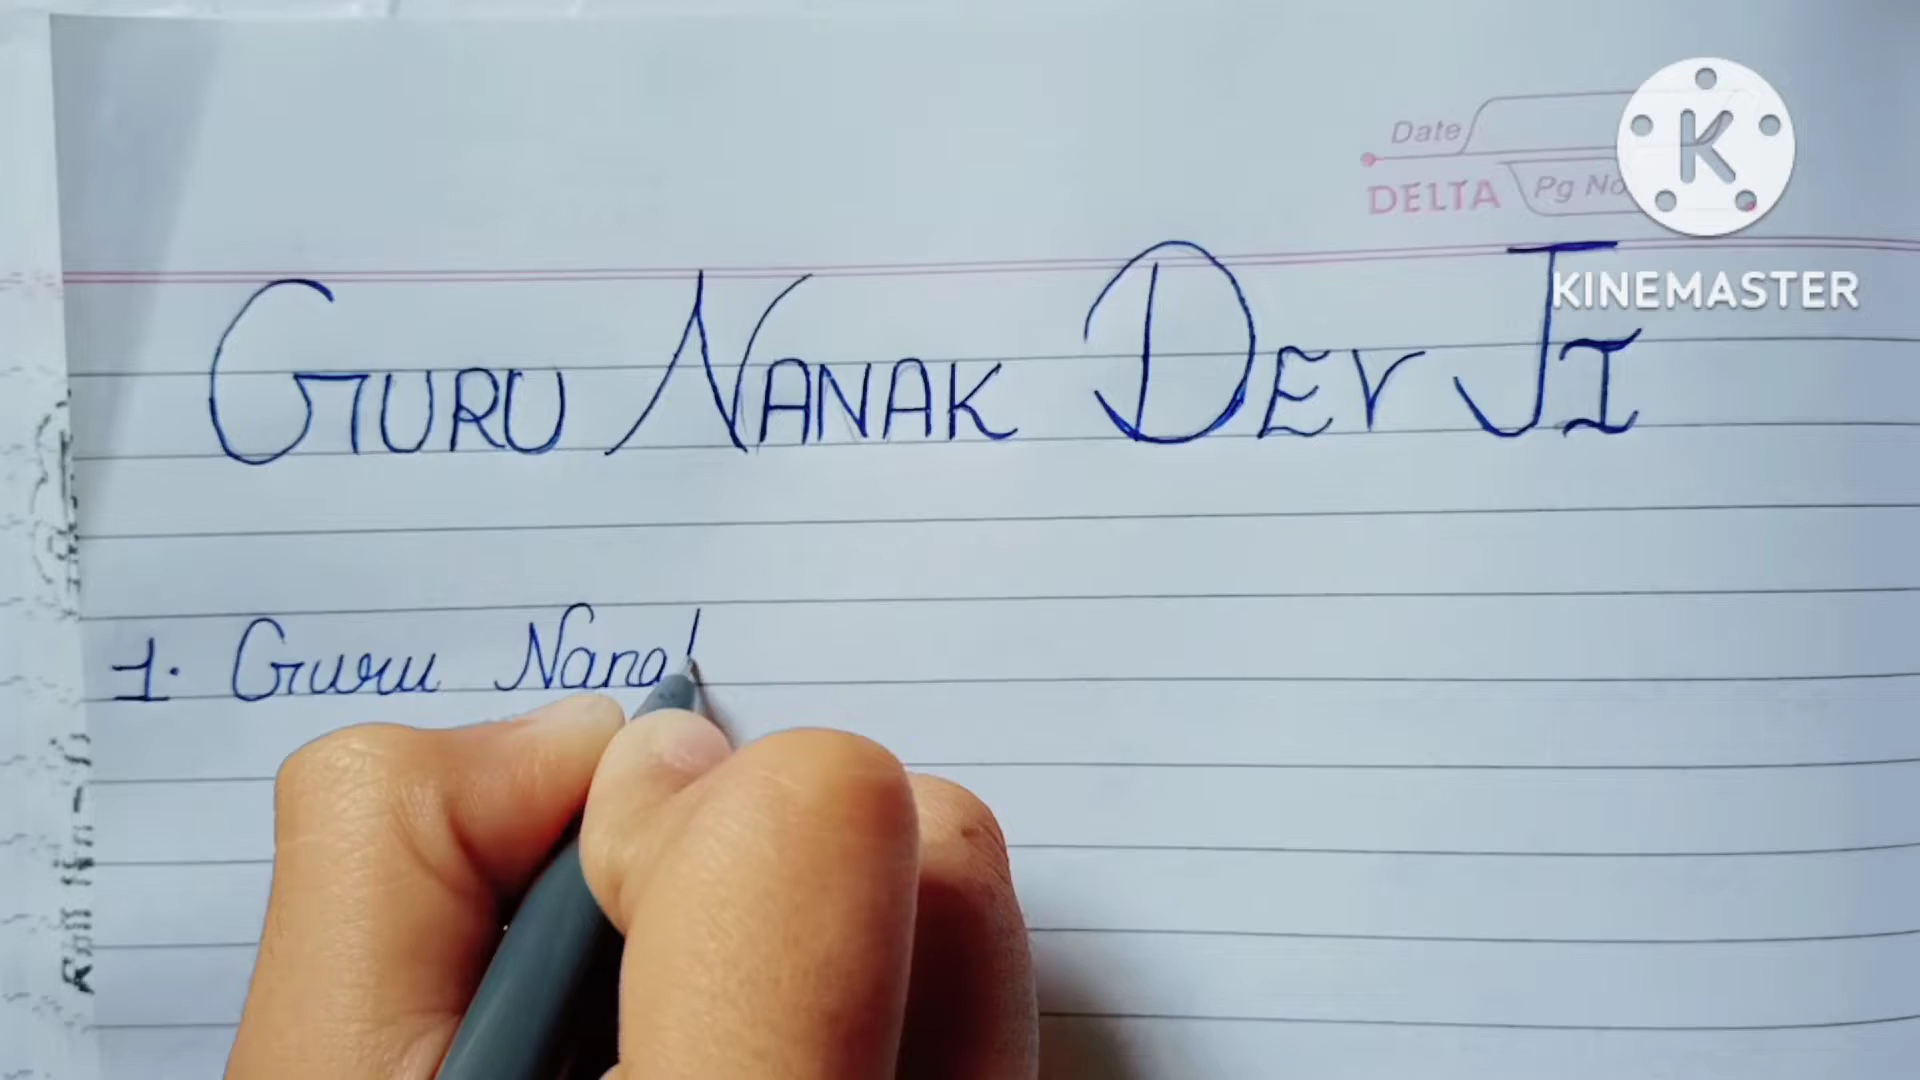 Date
DELTA Pg No
K
KINEMASTER
GURU NANAK DEV JI
1. Guru Nana